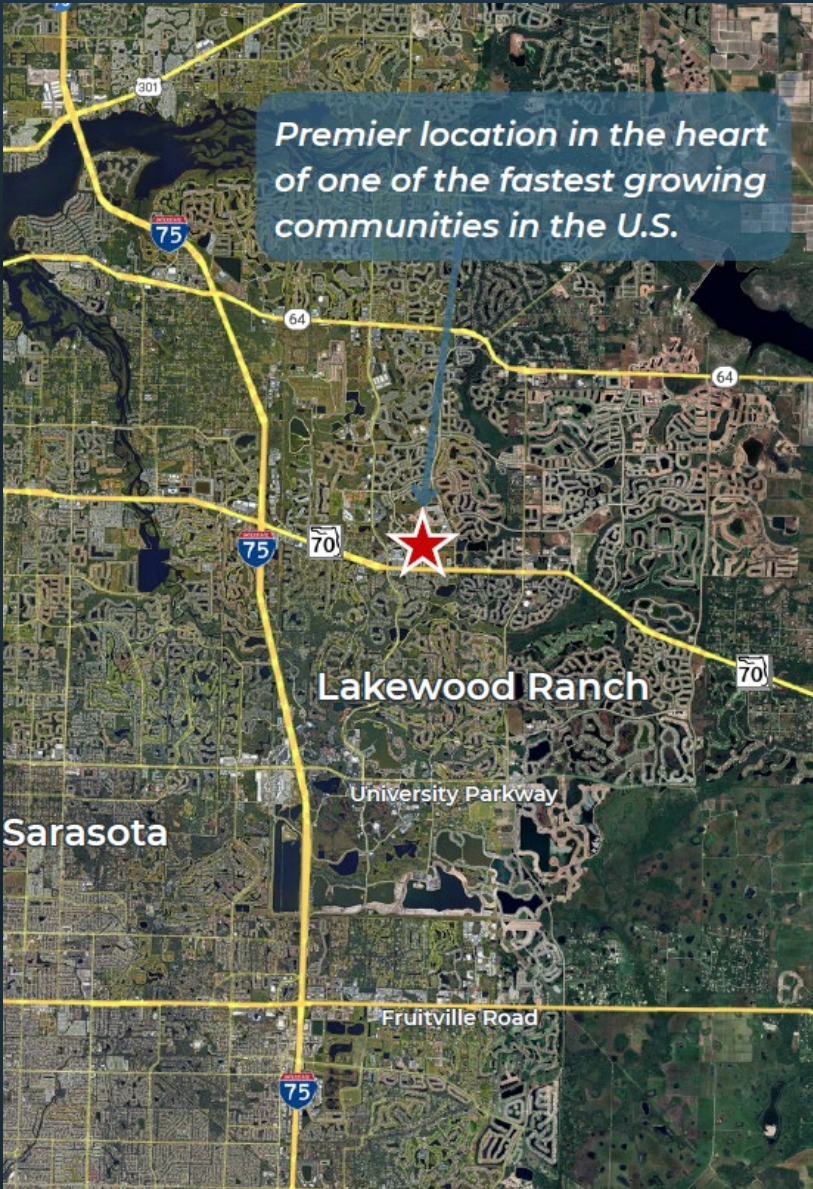 301
Premier location in the heart
of one of the fastest growing
communities in the U.S.
75
64
64
75
70
Lakewood Ranch
70
University Parkway
Sarasota
Fruitville Road
75